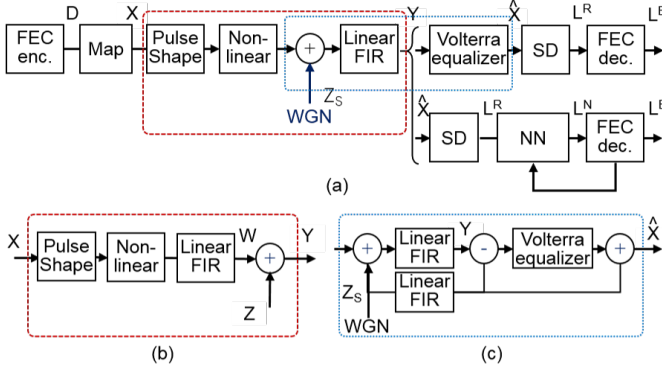 D X Y X̂ L^R L^E
FEC
enc.
Map
Pulse
Shape
Non-
linear
+
Linear
FIR
Volterra
equalizer
SD
FEC
dec.
Z_S
WGN
X̂ L^R L^N L^E
SD
NN
FEC
dec.
(a)
X
Pulse
Shape
Non-
linear
Linear
FIR
W
+
Y
Z
(b)
+
Linear
FIR
Y
-
Volterra
equalizer
+
X̂
Linear
FIR
Z_S
WGN
(c)